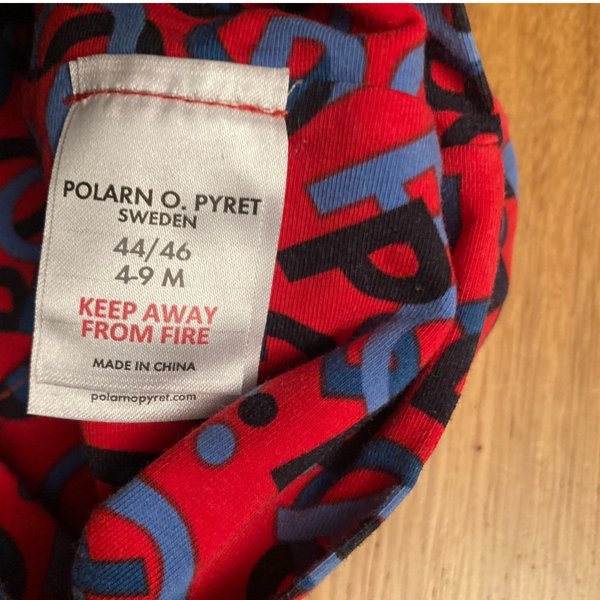 POLARN O. PYRET
SWEDEN
44/46
4-9 M
KEEP AWAY
FROM FIRE
MADE IN CHINA
polarnopyret.com